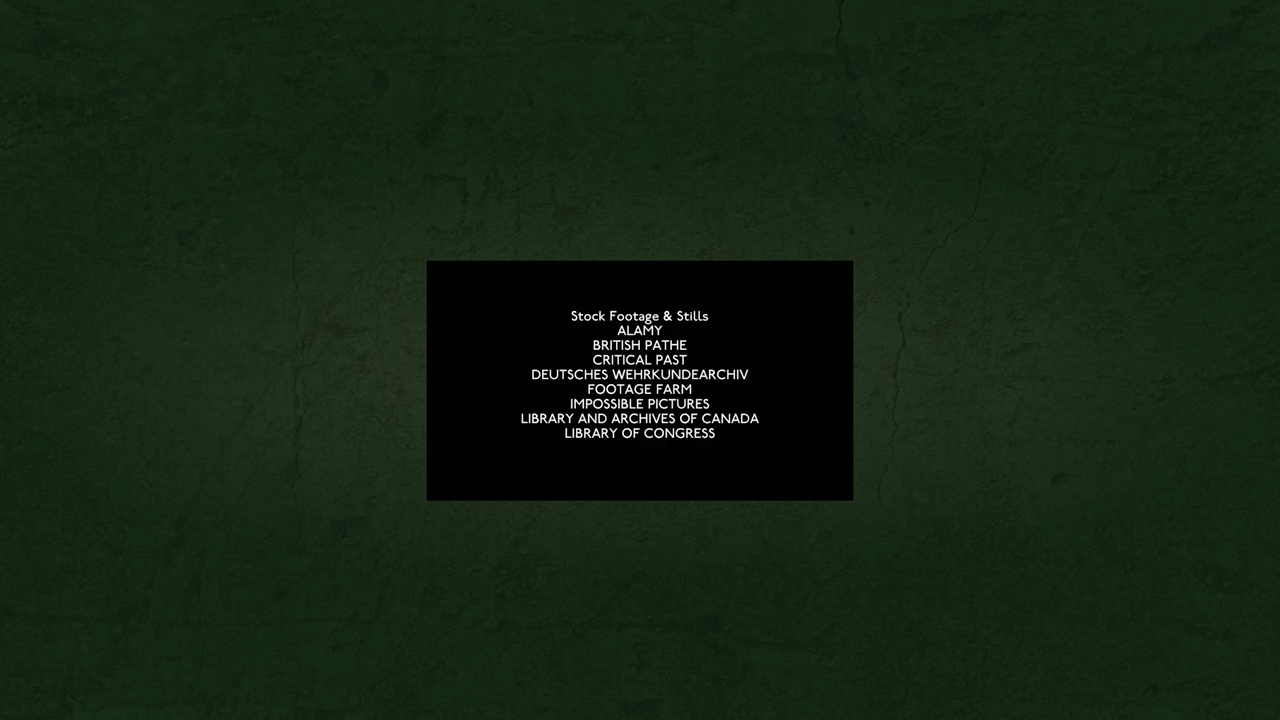 Stock Footage & Stills
ALAMY
BRITISH PATHE
CRITICAL PAST
DEUTSCHES WEHRKUNDEARCHIV
FOOTAGE FARM
IMPOSSIBLE PICTURES
LIBRARY AND ARCHIVES OF CANADA
LIBRARY OF CONGRESS